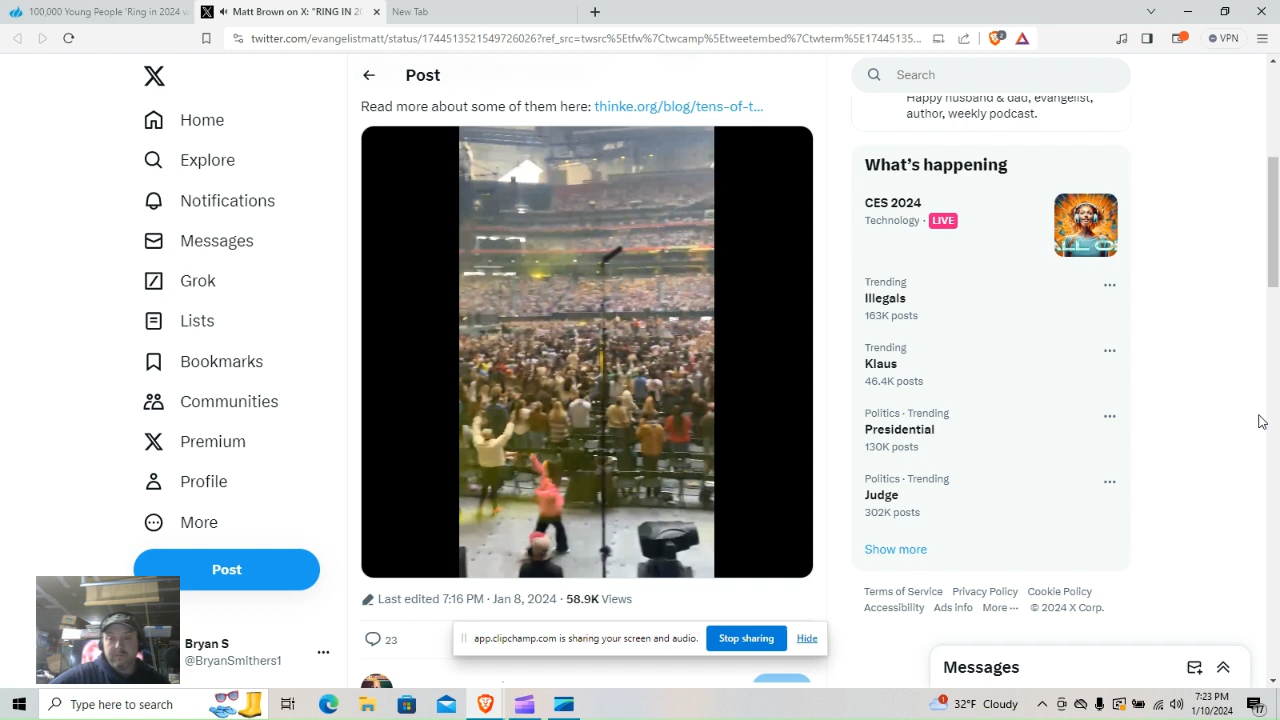 100,000 Young People 'Ring in 2024 w
Matt Brown on X: "RING IN 20
New Tab
twitter.com/evangelistmatt/status/1744513521549726026?ref_src=twsrc%5Etfw%7Ctwcamp%5Etweetembed%7Ctwterm%5E17445135...
2
VPN
X
Home
Explore
Notifications
Messages
Grok
Lists
Bookmarks
Communities
Premium
Profile
More
Post
Bryan S
@BryanSmithers1
Post
Read more about some of them here: thinke.org/blog/tens-of-t...
Last edited 7:16 PM · Jan 8, 2024 · 58.9K Views
23
app.clipchamp.com is sharing your screen and audio.
Stop sharing
Hide
Search
Happy husband & dad, evangelist,
author, weekly podcast.
What's happening
CES 2024
Technology · LIVE
Trending
Illegals
163K posts
Trending
Klaus
46.4K posts
Politics · Trending
Presidential
130K posts
Politics · Trending
Judge
302K posts
Show more
Terms of Service Privacy Policy Cookie Policy
Accessibility Ads info More ··· © 2024 X Corp.
Messages
Type here to search
32°F Cloudy
7:23 PM
1/10/2024
17